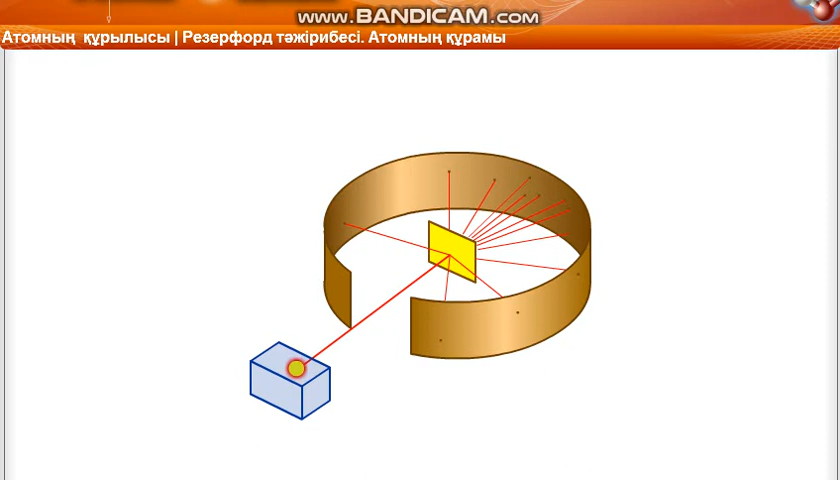 www.BANDICAM.com
Атомның құрылысы | Резерфорд тәжірибесі. Атомның құрамы